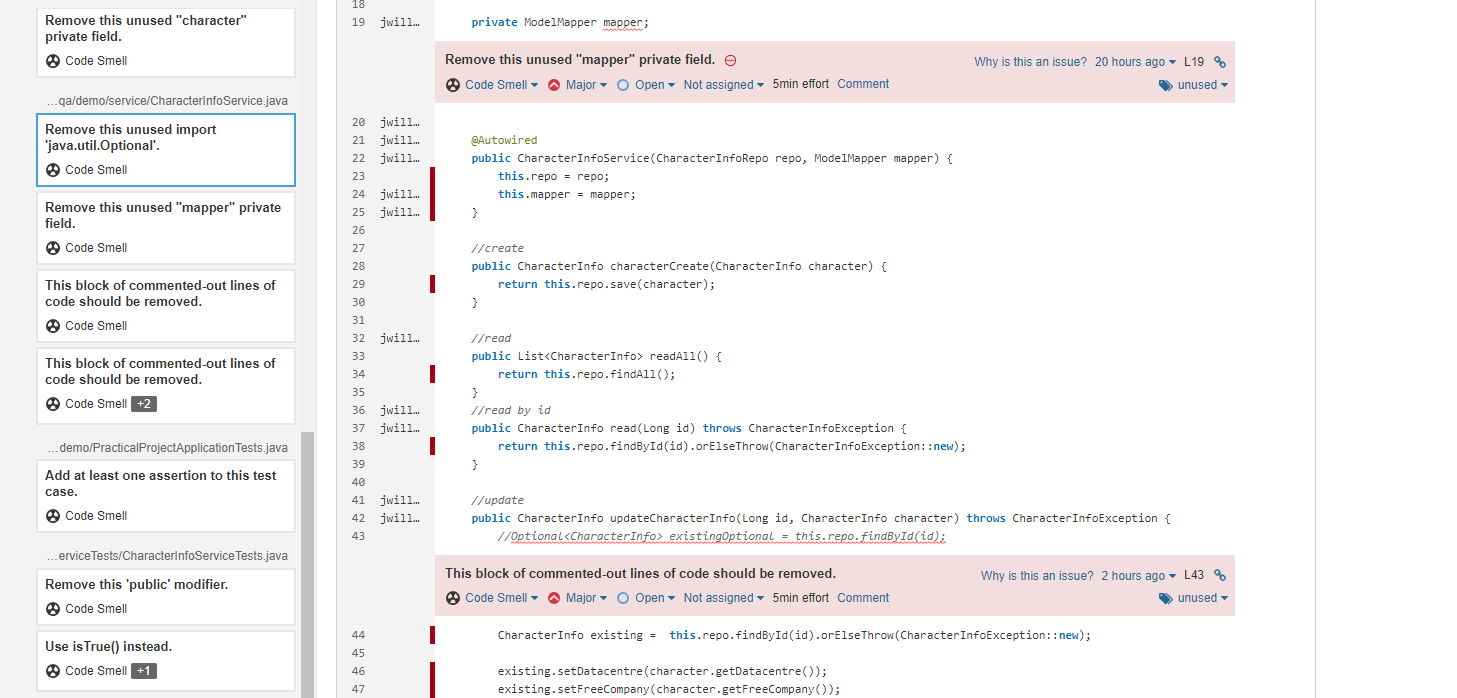 Remove this unused "character"
private field.
Code Smell
...qa/demo/service/CharacterInfoService.java
Remove this unused import
'java.util.Optional'.
Code Smell
Remove this unused "mapper" private
field.
Code Smell
This block of commented-out lines of
code should be removed.
Code Smell
This block of commented-out lines of
code should be removed.
Code Smell +2
...demo/PracticalProjectApplicationTests.java
Add at least one assertion to this test
case.
Code Smell
...erviceTests/CharacterInfoServiceTests.java
Remove this 'public' modifier.
Code Smell
Use isTrue() instead.
Code Smell +1
18
19 jwill… private ModelMapper mapper;
Remove this unused "mapper" private field. Why is this an issue? 20 hours ago L19
Code Smell Major Open Not assigned 5min effort Comment unused
20 jwill…
21 jwill… @Autowired
22 jwill… public CharacterInfoService(CharacterInfoRepo repo, ModelMapper mapper) {
23 this.repo = repo;
24 jwill… this.mapper = mapper;
25 jwill… }
26
27 //create
28 public CharacterInfo characterCreate(CharacterInfo character) {
29 return this.repo.save(character);
30 }
31
32 jwill… //read
33 public List<CharacterInfo> readAll() {
34 return this.repo.findAll();
35 }
36 jwill… //read by id
37 jwill… public CharacterInfo read(Long id) throws CharacterInfoException {
38 return this.repo.findById(id).orElseThrow(CharacterInfoException::new);
39 }
40
41 jwill… //update
42 jwill… public CharacterInfo updateCharacterInfo(Long id, CharacterInfo character) throws CharacterInfoException {
43 //Optional<CharacterInfo> existingOptional = this.repo.findById(id);
This block of commented-out lines of code should be removed. Why is this an issue? 2 hours ago L43
Code Smell Major Open Not assigned 5min effort Comment unused
44 CharacterInfo existing = this.repo.findById(id).orElseThrow(CharacterInfoException::new);
45
46 existing.setDatacentre(character.getDatacentre());
47 existing.setFreeCompany(character.getFreeCompany());